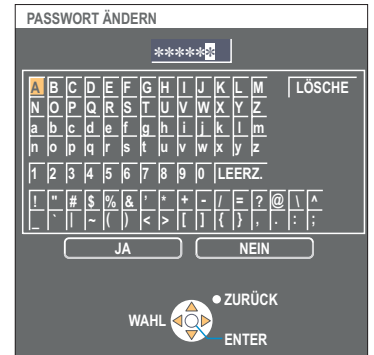 PASSWORT ÄNDERN
******
A B C D E F G H I J K L M LÖSCHE
N O P Q R S T U V W X Y Z
a b c d e f g h i j k l m
n o p q r s t u v w x y z
1 2 3 4 5 6 7 8 9 0 LEERZ.
! " # $ % & ' * + - / = ? @ \ ^
_ ` | ~ ( ) < > [ ] { } , . : ;
JA NEIN
ZURÜCK
WAHL
ENTER